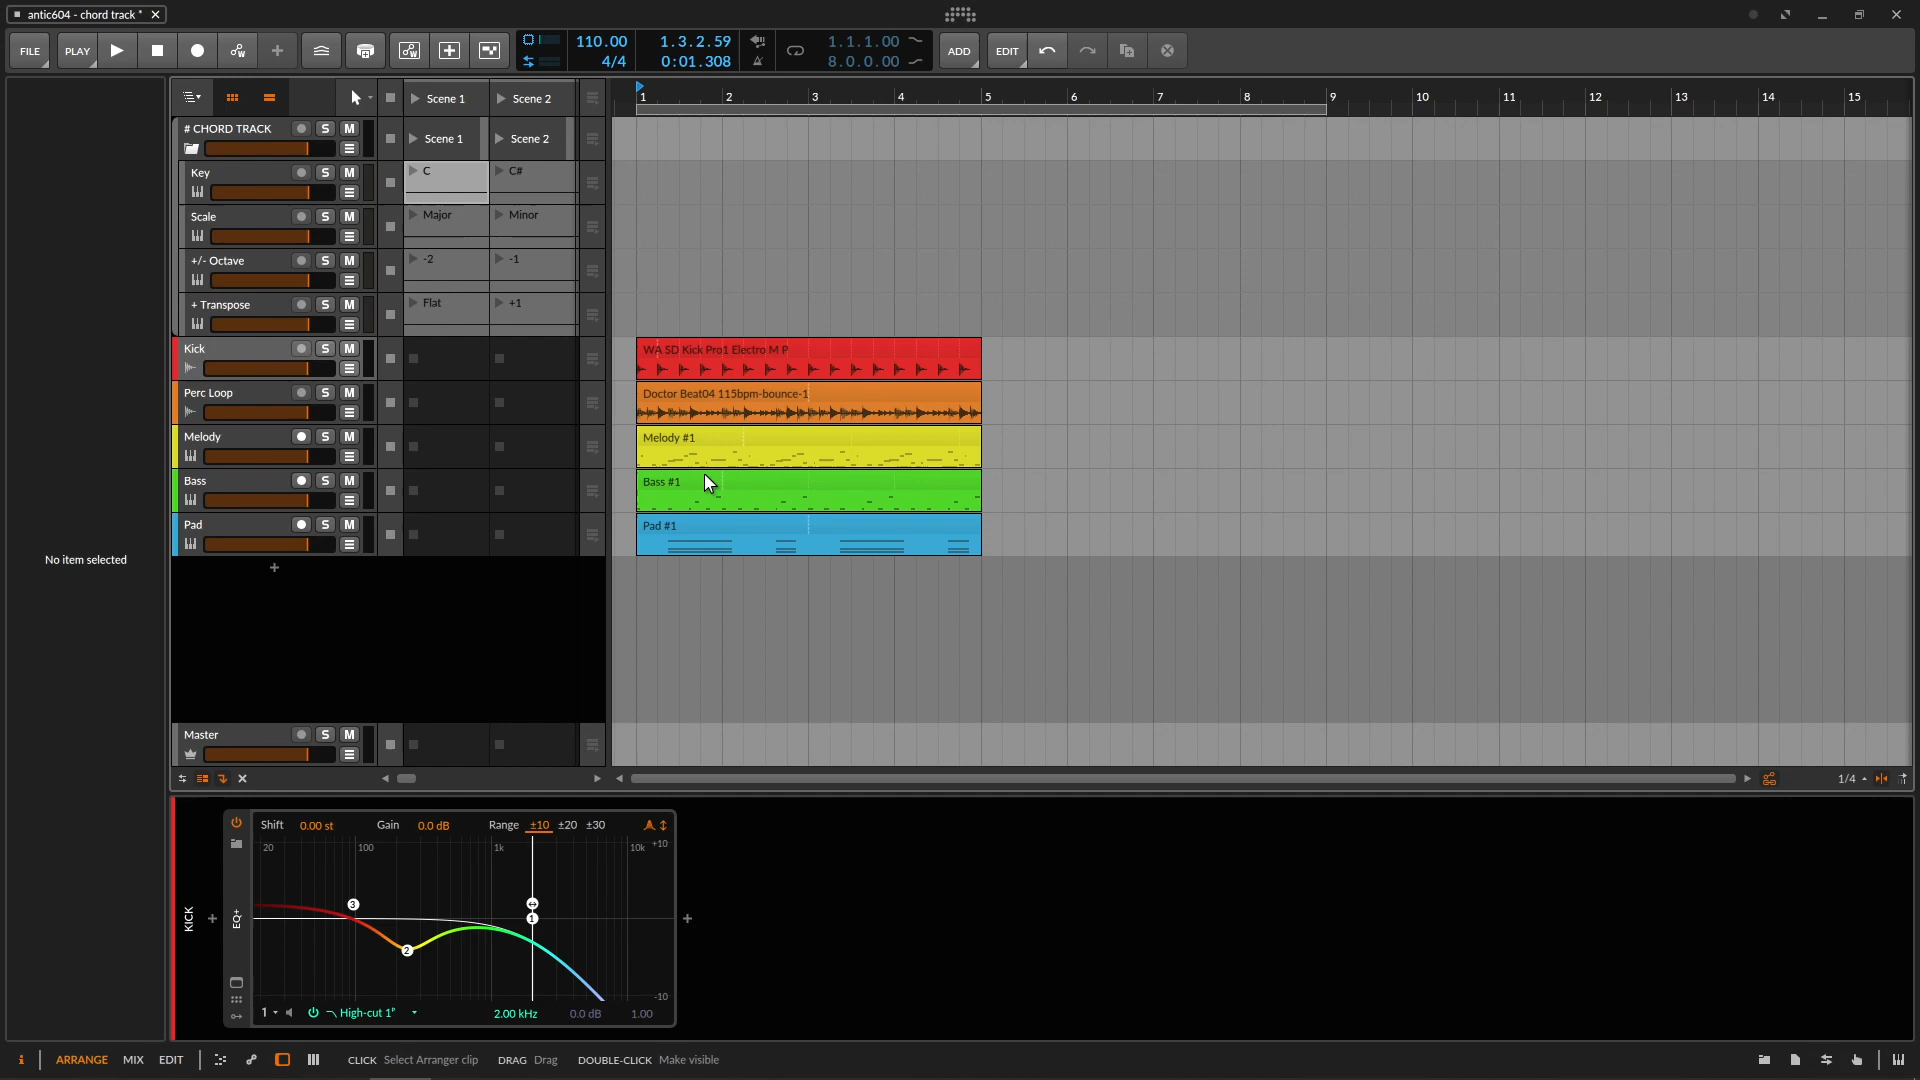 antic604 - chord track *
FILE PLAY 110.00 1.3.2.59 1.1.1.00 ADD EDIT
4/4 0:01.308 8.0.0.00
Scene 1 Scene 2 1 2 3 4 5 6 7 8 9 10 11 12 13 14 15
# CHORD TRACK S M Scene 1 Scene 2
Key S M C C#
Scale S M Major Minor
+/- Octave S M -2 -1
+ Transpose S M Flat +1
Kick S M WA SD Kick Pro1 Electro M P
Perc Loop S M Doctor Beat04 115bpm-bounce-1
Melody S M Melody #1
Bass S M Bass #1
Pad S M Pad #1
No item selected
Master S M
1/4
KICK
EQ+
Shift 0.00 st Gain 0.0 dB Range ±10 ±20 ±30
20 100 1k 10k +10
3
1
2
-10
1 High-cut 1P 2.00 kHz 0.0 dB 1.00
i ARRANGE MIX EDIT CLICK Select Arranger clip DRAG Drag DOUBLE-CLICK Make visible